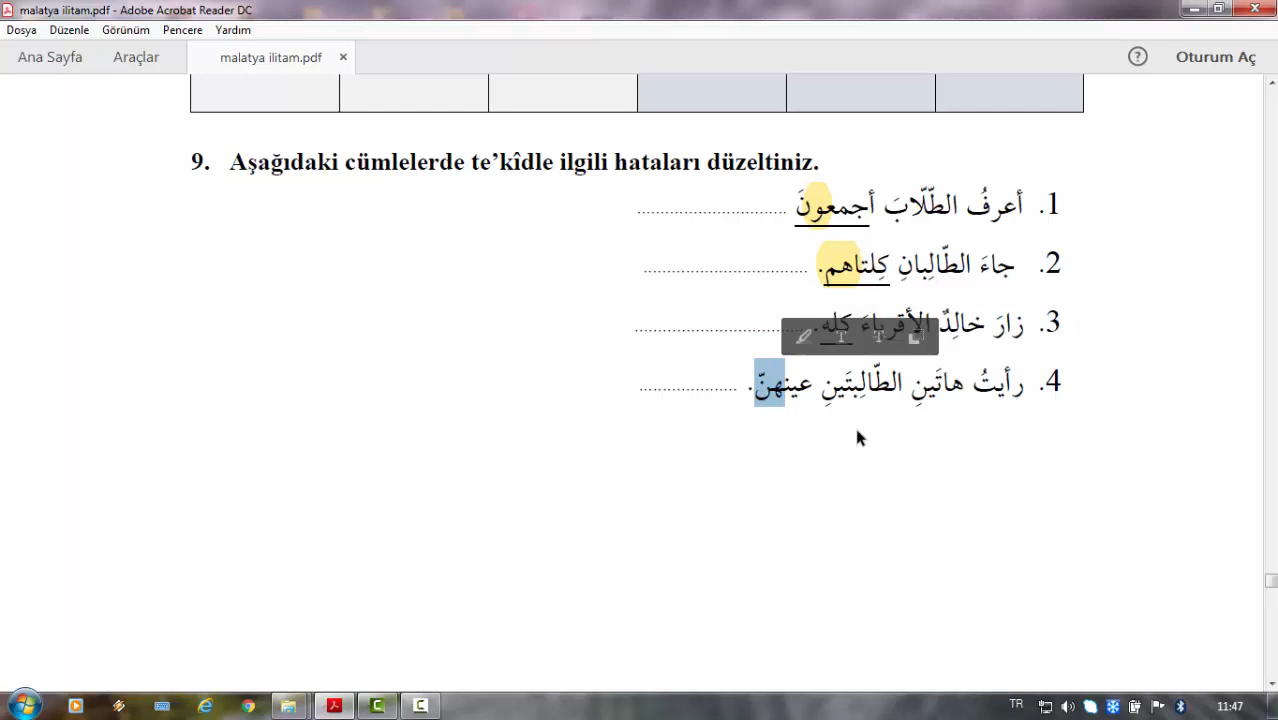 malatya ilitam.pdf - Adobe Acrobat Reader DC
Dosya Düzenle Görünüm Pencere Yardım
Ana Sayfa Araçlar malatya ilitam.pdf × ? Oturum Aç
9. Aşağıdaki cümlelerde te’kîdle ilgili hataları düzeltiniz.
1. أعرفُ الطّلّابَ أجمعونَ ................................
2. جاءَ الطّالِبانِ كِلتاهم. ................................
3. زارَ خالِدٌ الأقرباءَ كله. ................................
4. رأيتُ هاتَينِ الطّالِبتَينِ عينهنّ. ................................
TR 11:47